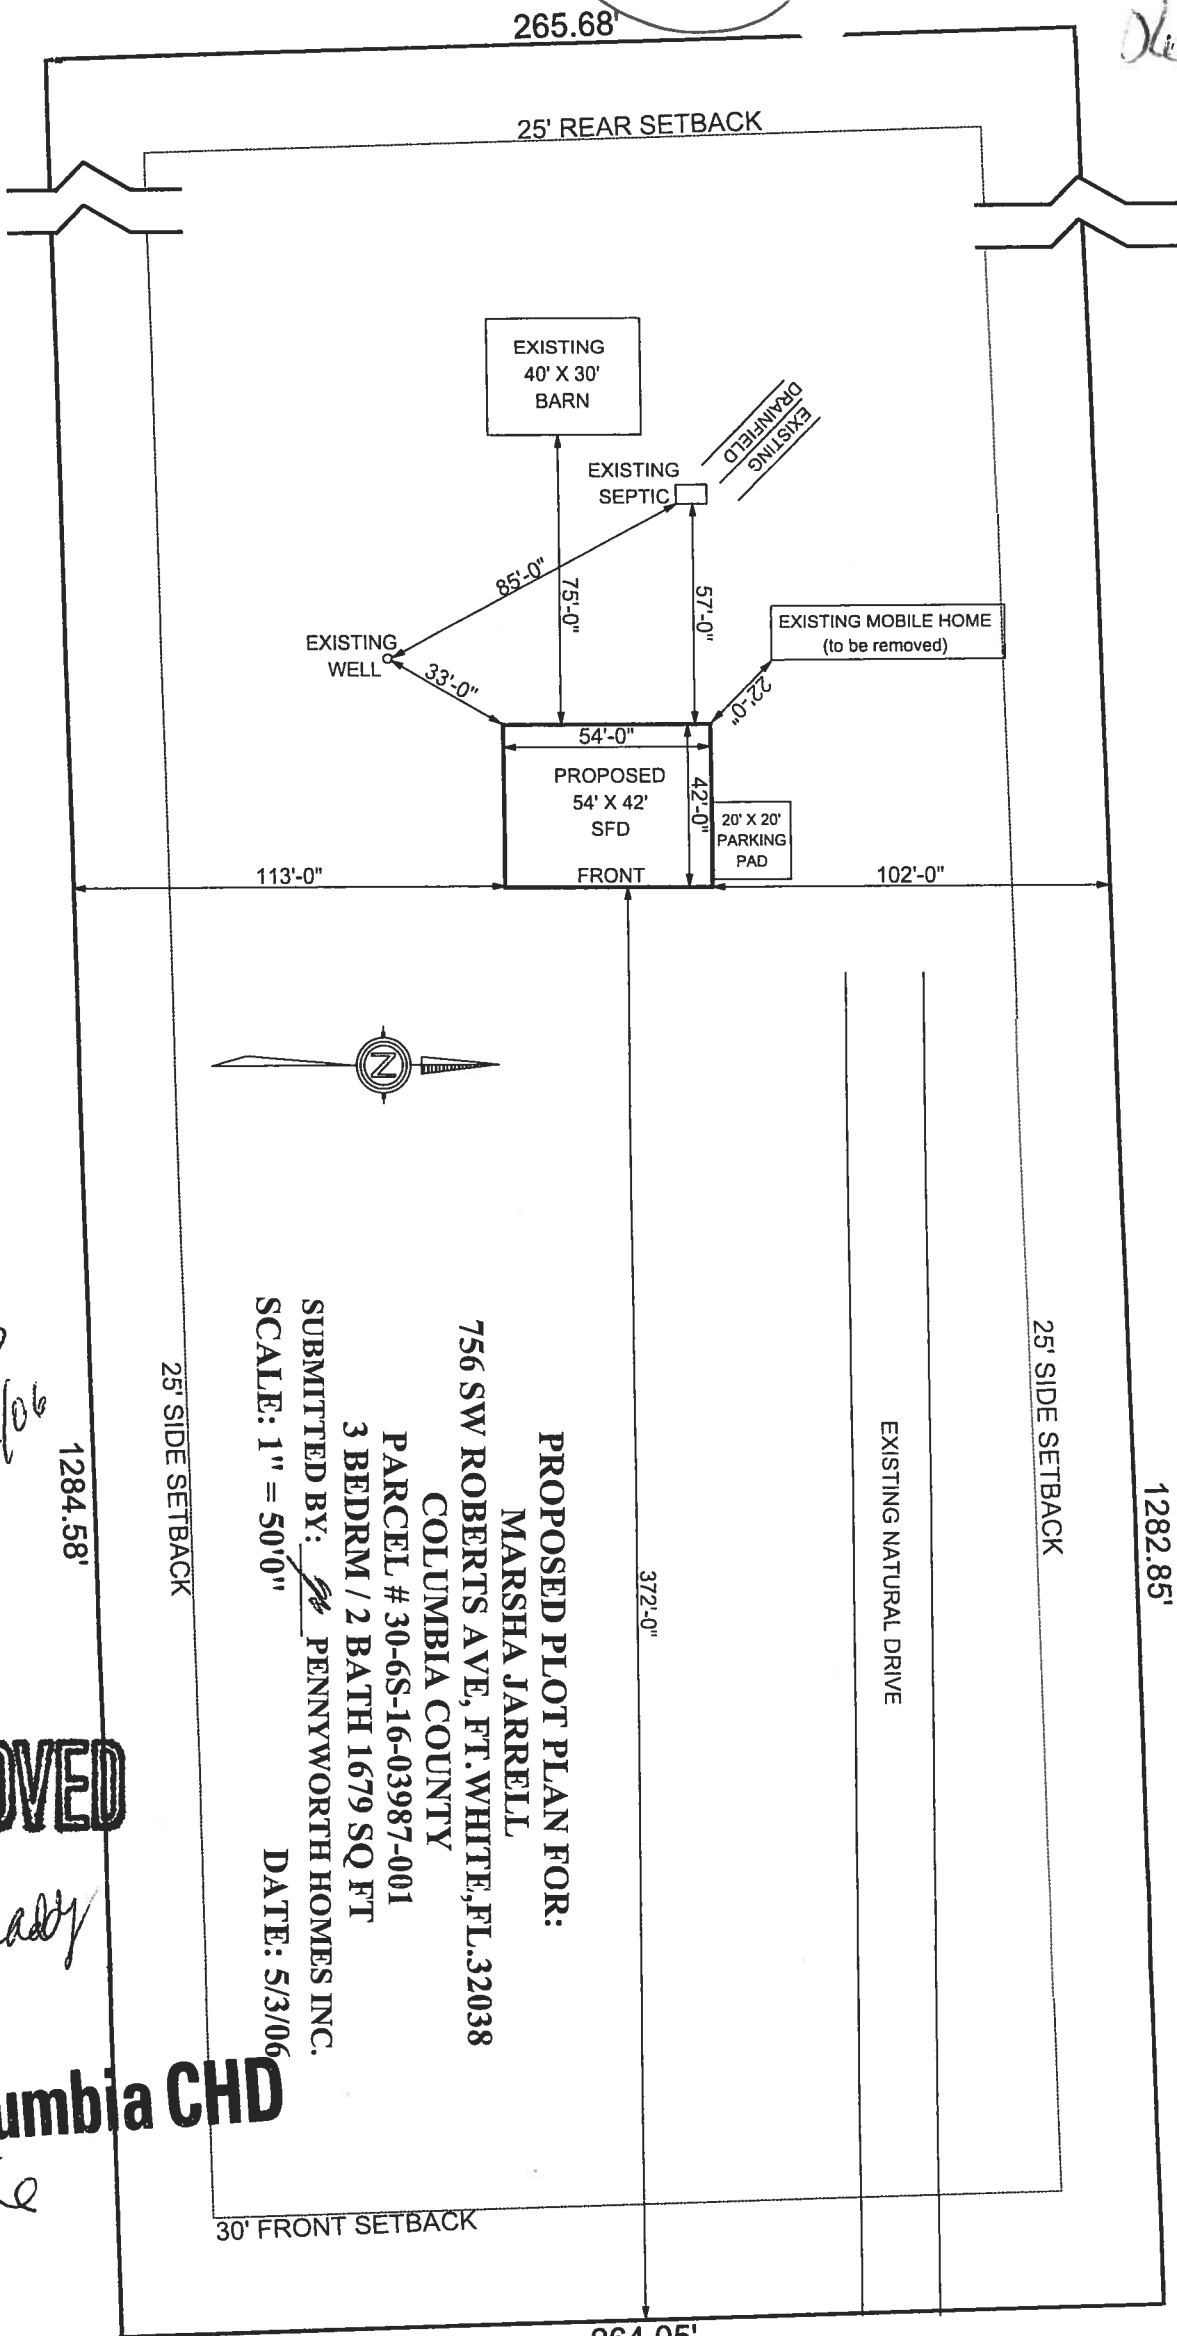 265.68'
25' REAR SETBACK
EXISTING
40' X 30'
BARN
EXISTING
DRAINFIELD
EXISTING
SEPTIC
85'-0"
75'-0"
57'-0"
EXISTING MOBILE HOME
(to be removed)
EXISTING
WELL
33'-0"
22'-0"
54'-0"
PROPOSED
54' X 42'
SFD
42'-0"
20' X 20'
PARKING
PAD
FRONT
113'-0"
102'-0"
N
PROPOSED PLOT PLAN FOR:
MARSHA JARRELL
756 SW ROBERTS AVE, FT.WHITE,FL.32038
COLUMBIA COUNTY
PARCEL # 30-6S-16-03987-001
3 BEDRM / 2 BATH 1679 SQ FT
SUBMITTED BY: PENNYWORTH HOMES INC.
SCALE: 1" = 50'0" DATE: 5/3/06
25' SIDE SETBACK
1284.58'
372'-0"
EXISTING NATURAL DRIVE
25' SIDE SETBACK
1282.85'
/06
OVED
addy
umbia CHD
30' FRONT SETBACK
264.05'